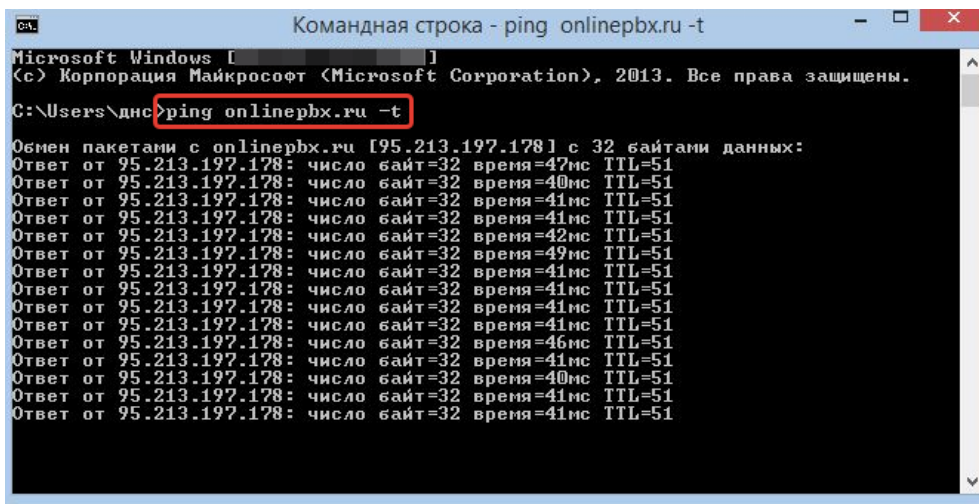 Командная строка - ping onlinepbx.ru -t
Microsoft Windows [ ]
(c) Корпорация Майкрософт (Microsoft Corporation), 2013. Все права защищены.
C:\Users\днс>ping onlinepbx.ru -t
Обмен пакетами с onlinepbx.ru [95.213.197.178] с 32 байтами данных:
Ответ от 95.213.197.178: число байт=32 время=47мс TTL=51
Ответ от 95.213.197.178: число байт=32 время=40мс TTL=51
Ответ от 95.213.197.178: число байт=32 время=41мс TTL=51
Ответ от 95.213.197.178: число байт=32 время=41мс TTL=51
Ответ от 95.213.197.178: число байт=32 время=42мс TTL=51
Ответ от 95.213.197.178: число байт=32 время=49мс TTL=51
Ответ от 95.213.197.178: число байт=32 время=41мс TTL=51
Ответ от 95.213.197.178: число байт=32 время=41мс TTL=51
Ответ от 95.213.197.178: число байт=32 время=41мс TTL=51
Ответ от 95.213.197.178: число байт=32 время=41мс TTL=51
Ответ от 95.213.197.178: число байт=32 время=46мс TTL=51
Ответ от 95.213.197.178: число байт=32 время=41мс TTL=51
Ответ от 95.213.197.178: число байт=32 время=40мс TTL=51
Ответ от 95.213.197.178: число байт=32 время=41мс TTL=51
Ответ от 95.213.197.178: число байт=32 время=41мс TTL=51